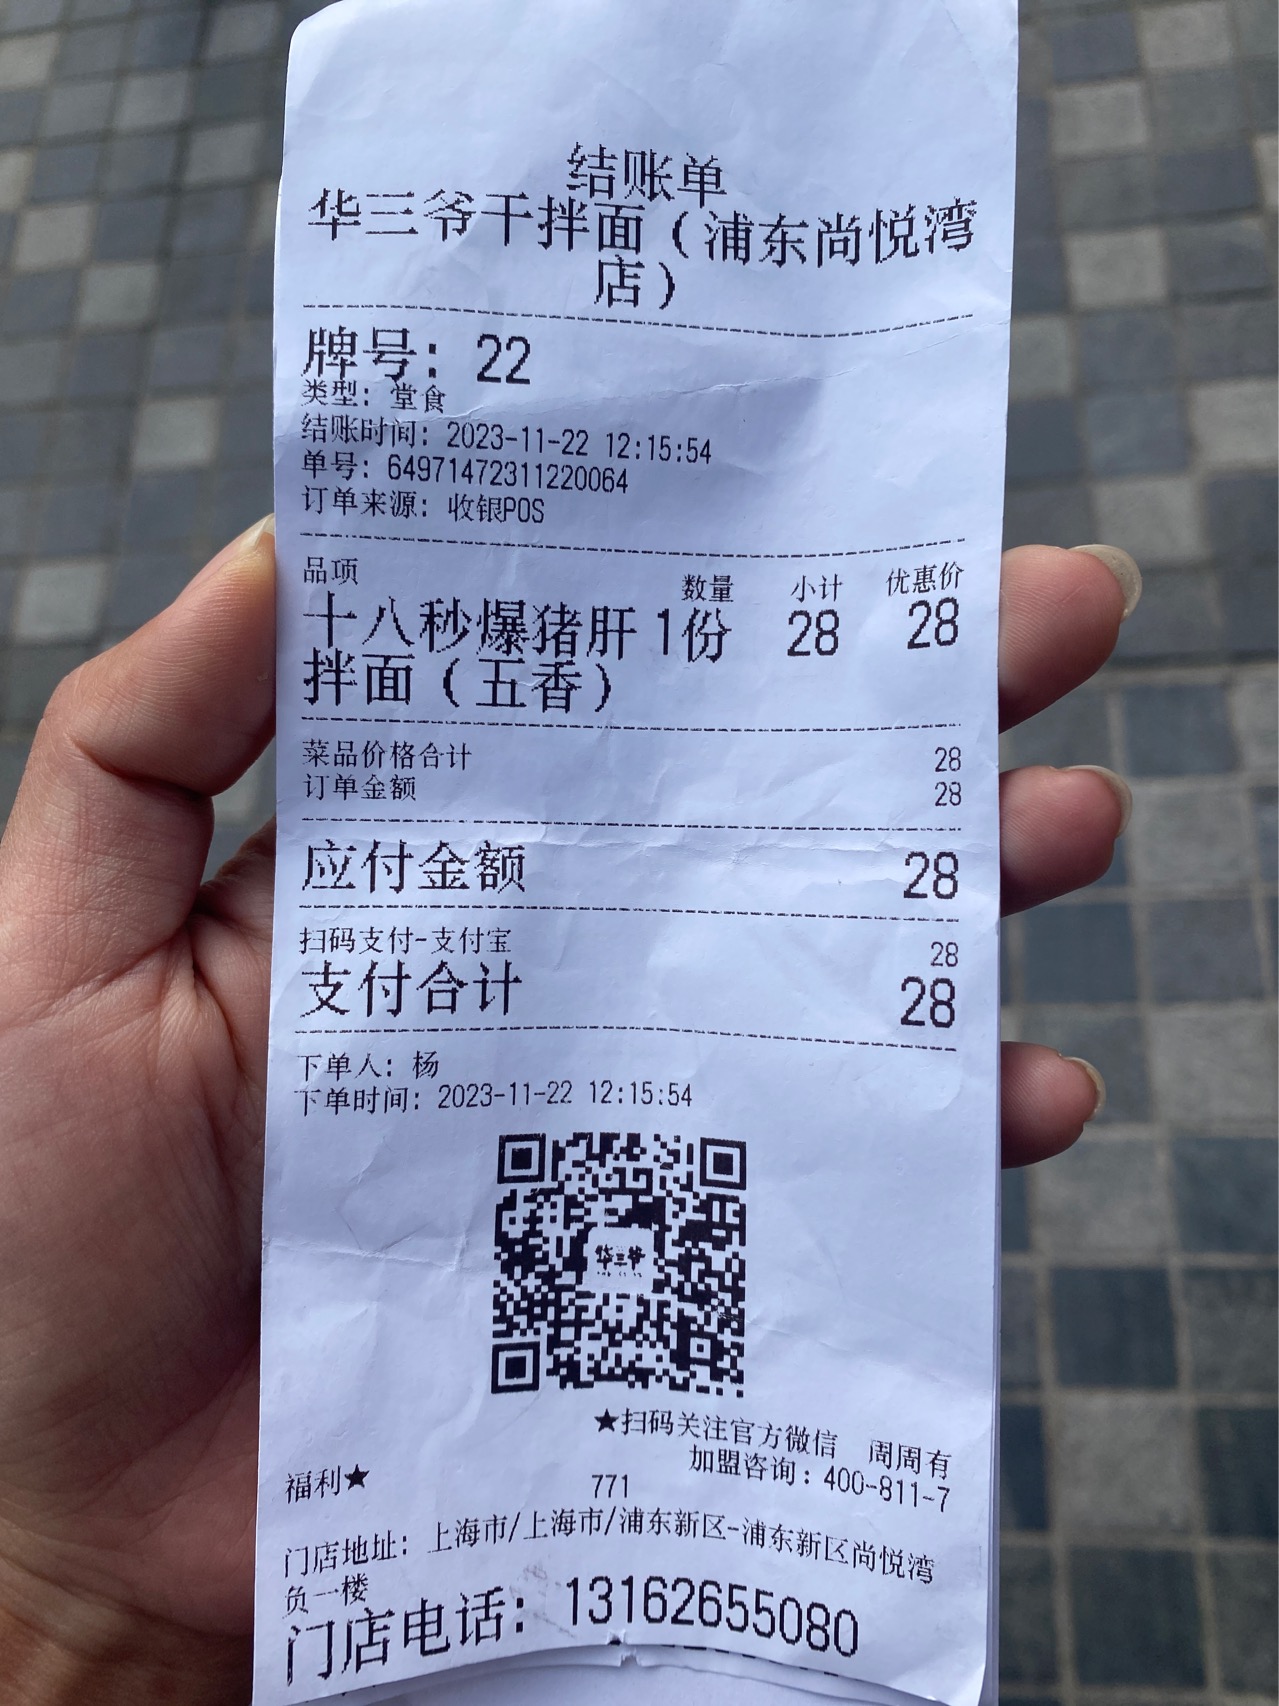 结账单
华三爷干拌面（浦东尚悦湾
店）
牌号：22
类型：堂食
结账时间：2023-11-22 12:15:54
单号：64971472311220064
订单来源：收银POS
品项 数量 小计 优惠价
十八秒爆猪肝 1份 28 28
拌面（五香）
菜品价格合计 28
订单金额 28
应付金额 28
扫码支付-支付宝 28
支付合计 28
下单人：杨
下单时间：2023-11-22 12:15:54
华三爷
★扫码关注官方微信 周周有
福利★ 加盟咨询：400-811-7
771
门店地址：上海市/上海市/浦东新区-浦东新区尚悦湾
负一楼
门店电话：13162655080